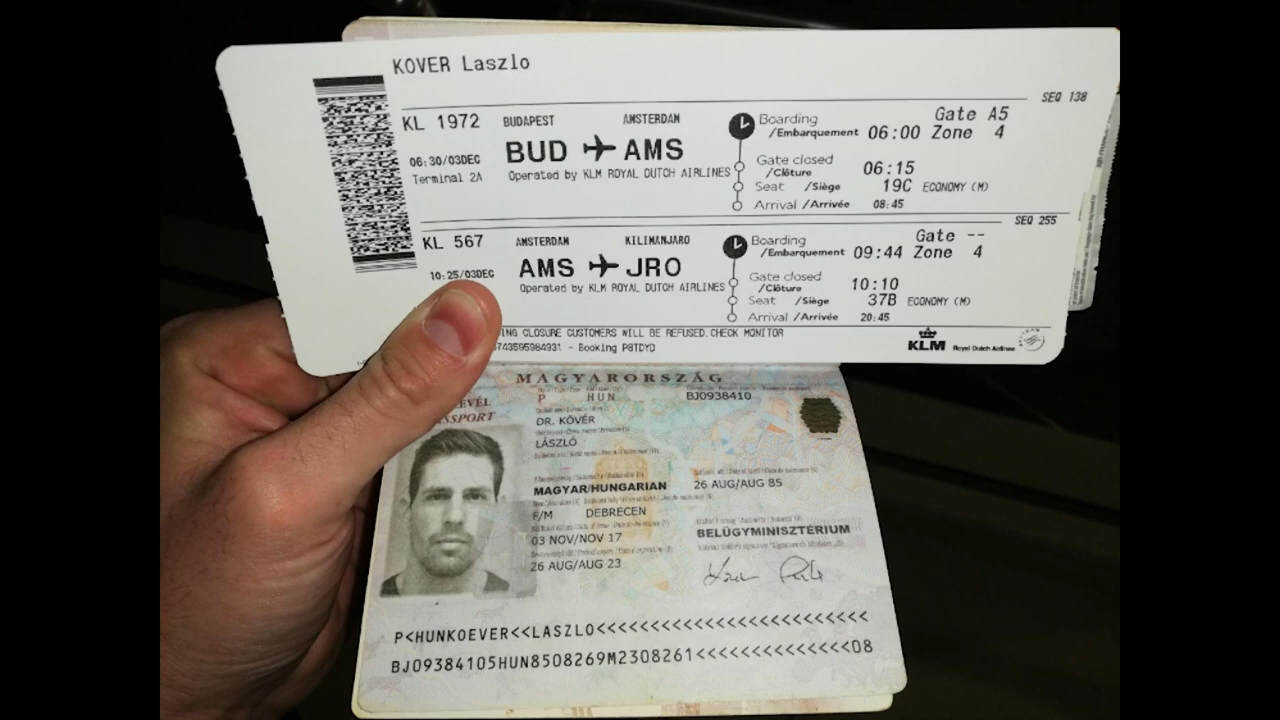 KOVER Laszlo
SEQ 138
KL 1972 BUDAPEST AMSTERDAM Boarding Gate A5
/Embarquement 06:00 Zone 4
06:30/03DEC BUD AMS Gate closed 06:15
Terminal 2A Operated by KLM ROYAL DUTCH AIRLINES /Clôture
Seat /Siège 19C ECONOMY (M)
Arrival /Arrivée 08:45
SEQ 255
KL 567 AMSTERDAM KILIMANJARO Boarding Gate --
/Embarquement 09:44 Zone 4
10:25/03DEC AMS JRO Gate closed 10:10
Operated by KLM ROYAL DUTCH AIRLINES /Clôture
Seat /Siège 37B ECONOMY (M)
Arrival /Arrivée 20:45
ING CLOSURE CUSTOMERS WILL BE REFUSED.CHECK MONITOR
743595984931 - Booking P8TDYD KLM Royal Dutch Airlines
MAGYARORSZÁG
P HUN BJ0938410
DR. KÖVÉR
LÁSZLÓ
MAGYAR/HUNGARIAN 26 AUG/AUG 85
F/M DEBRECEN
03 NOV/NOV 17 BELÜGYMINISZTÉRIUM
26 AUG/AUG 23
P<HUNKOEVER<<LASZLO<<<<<<<<<<<<<<<<<<<<<<<<<
BJ09384105HUN8508269M2308261<<<<<<<<<<<<<<08